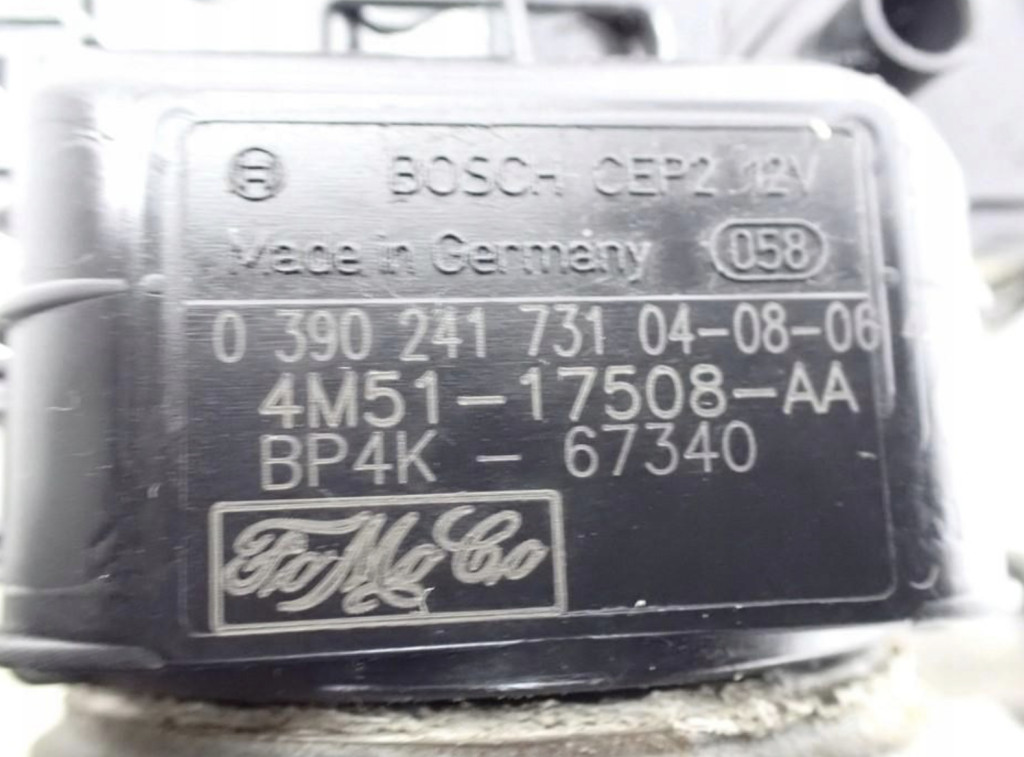 BOSCH CEP2 12V
Made in Germany 058
0 390 241 731 04-08-06
4M51-17508-AA
BP4K - 67340
FoMoCo